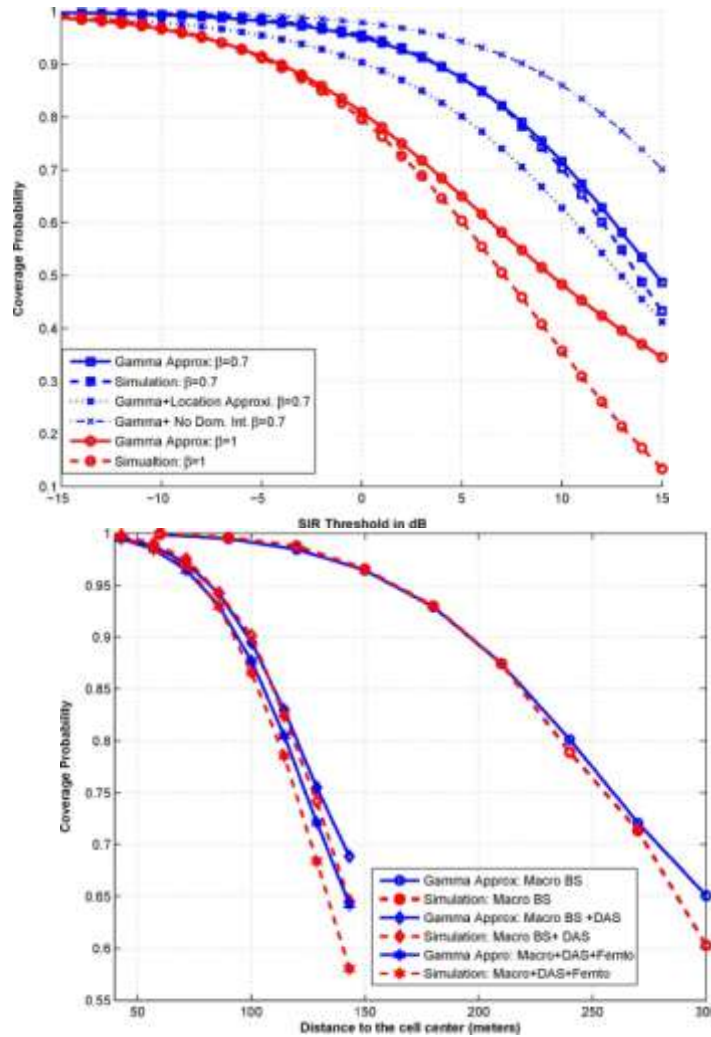 1
0.9
0.8
0.7
0.6
0.5
0.4
0.3
0.2
0.1
Coverage Probability
Gamma Approx: β=0.7
Simulation: β=0.7
Gamma+Location Approxl. β=0.7
Gamma+ No Dom. Int. β=0.7
Gamma Approx: β=1
Simualtion: β=1
−15 −10 −5 0 5 10 15
SIR Threshold in dB
1
0.95
0.9
0.85
0.8
0.75
0.7
0.65
0.6
0.55
Coverage Probability
Gamma Approx: Macro BS
Simulation: Macro BS
Gamma Approx: Macro BS +DAS
Simulation: Macro BS+ DAS
Gamma Appro: Macro+DAS+Femto
Simulation: Macro+DAS+Femto
50 100 150 200 250 300
Distance to the cell center (meters)